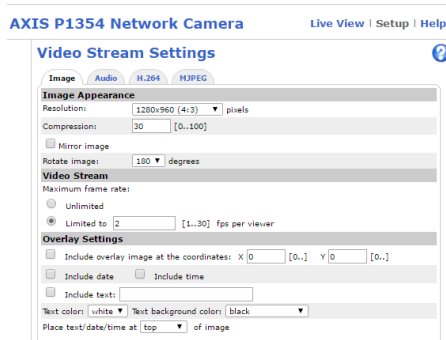 AXIS P1354 Network Camera Live View | Setup | Help
Video Stream Settings ?
Image Audio H.264 MJPEG
Image Appearance
Resolution: 1280x960 (4:3) ▼ pixels
Compression: 30 [0..100]
Mirror image
Rotate image: 180 ▼ degrees
Video Stream
Maximum frame rate:
Unlimited
Limited to 2 [1..30] fps per viewer
Overlay Settings
Include overlay image at the coordinates: X 0 [0..] Y 0 [0..]
Include date Include time
Include text:
Text color: white ▼ Text background color: black ▼
Place text/date/time at top ▼ of image